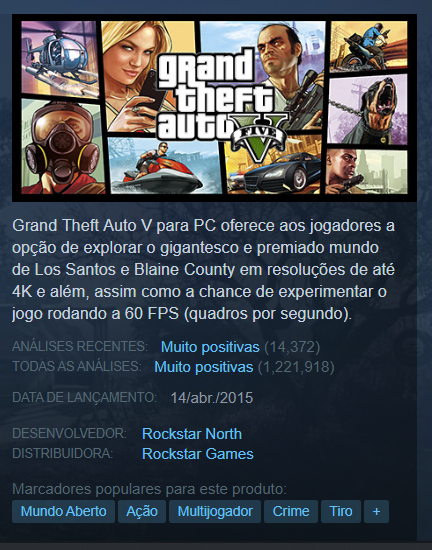 grand
theft
auto V
FIVE
Grand Theft Auto V para PC oferece aos jogadores a
opção de explorar o gigantesco e premiado mundo
de Los Santos e Blaine County em resoluções de até
4K e além, assim como a chance de experimentar o
jogo rodando a 60 FPS (quadros por segundo).
ANÁLISES RECENTES: Muito positivas (14,372)
TODAS AS ANÁLISES: Muito positivas (1,221,918)
DATA DE LANÇAMENTO: 14/abr./2015
DESENVOLVEDOR: Rockstar North
DISTRIBUIDORA: Rockstar Games
Marcadores populares para este produto:
Mundo Aberto Ação Multijogador Crime Tiro +